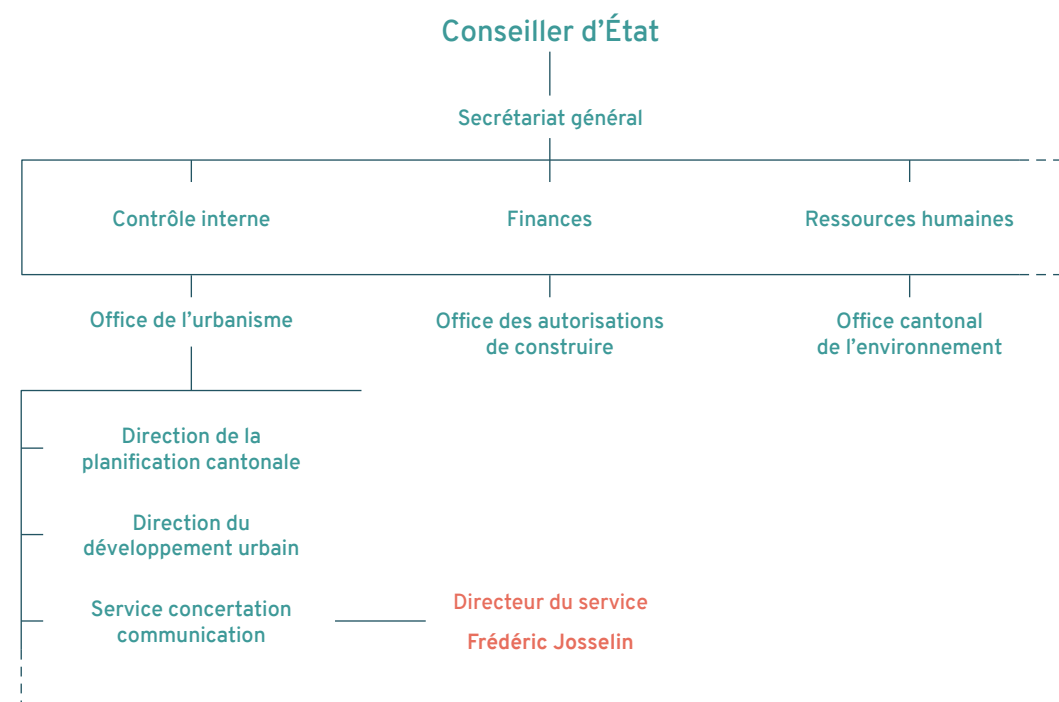 Conseiller d’État
Secrétariat général
Contrôle interne
Finances
Ressources humaines
Office de l’urbanisme
Office des autorisations
de construire
Office cantonal
de l’environnement
Direction de la
planification cantonale
Direction du
développement urbain
Service concertation
communication
Directeur du service
Frédéric Josselin